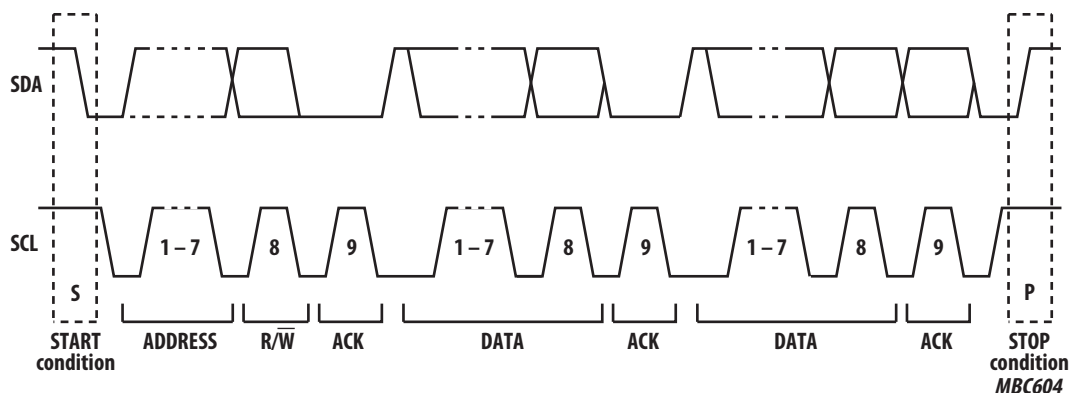 SDA
SCL
1 – 7
8
9
1 – 7
8
9
1 – 7
8
9
S
P
START
condition
ADDRESS
R/W̅
ACK
DATA
ACK
DATA
ACK
STOP
condition
MBC604